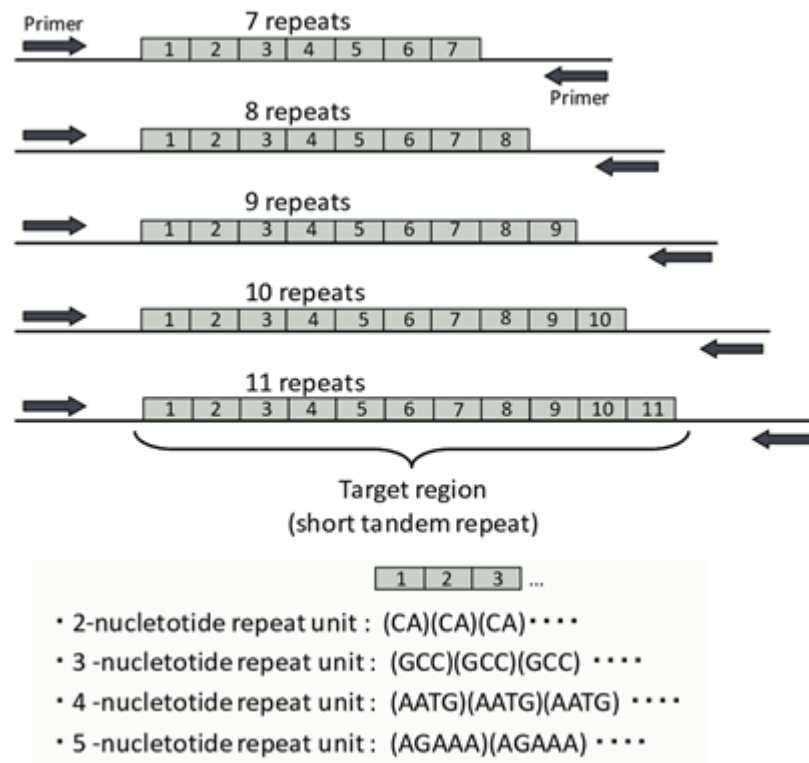 7 repeats
Primer
1 2 3 4 5 6 7
Primer
8 repeats
1 2 3 4 5 6 7 8
9 repeats
1 2 3 4 5 6 7 8 9
10 repeats
1 2 3 4 5 6 7 8 9 10
11 repeats
1 2 3 4 5 6 7 8 9 10 11
Target region
(short tandem repeat)
1 2 3 ...
・2-nucletotide repeat unit : (CA)(CA)(CA)････
・3 -nucletotide repeat unit : (GCC)(GCC)(GCC) ････
・4 -nucletotide repeat unit : (AATG)(AATG)(AATG) ････
・5 -nucletotide repeat unit : (AGAAA)(AGAAA) ････